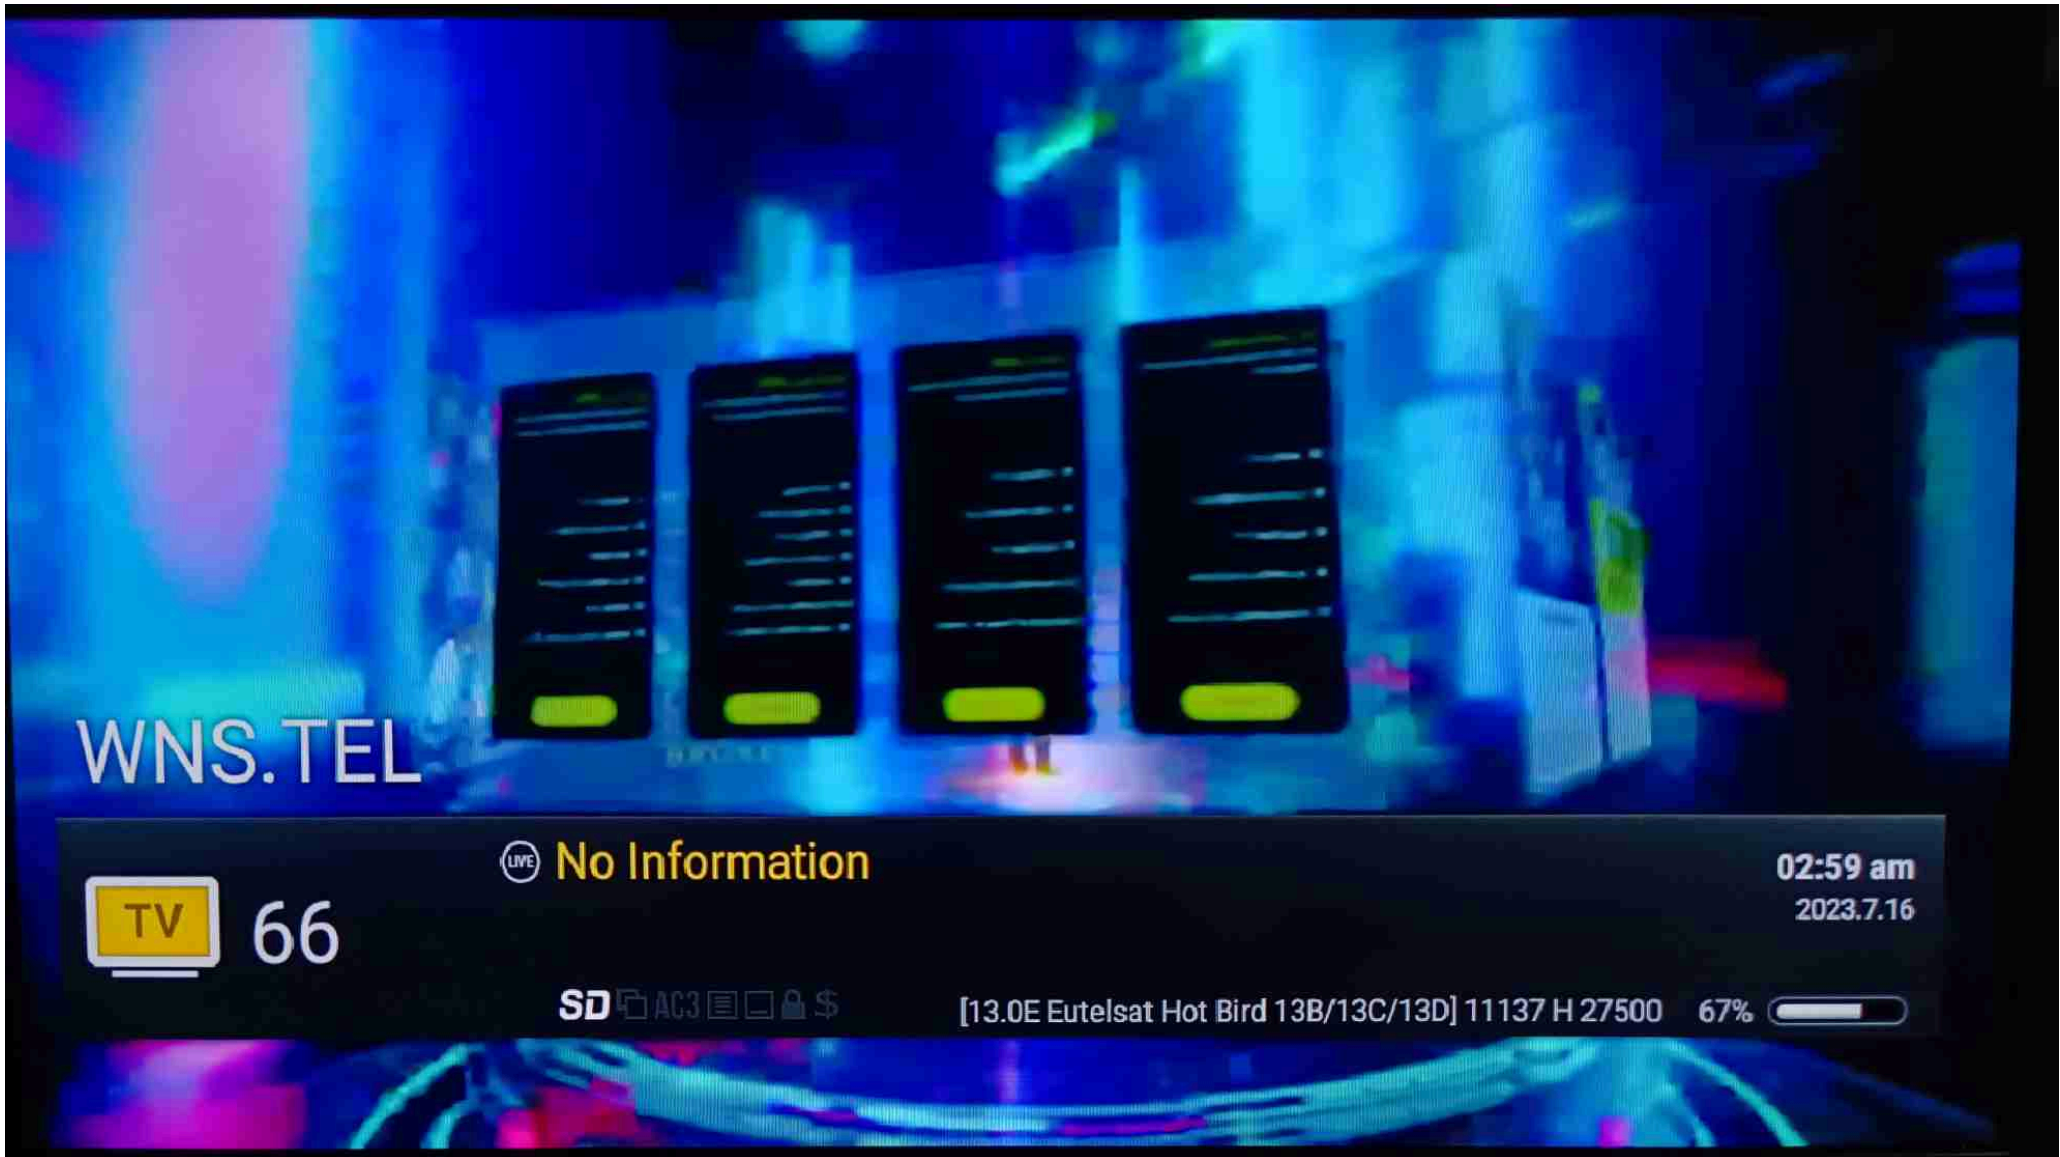 WNS.TEL
LIVE No Information
02:59 am
TV 66
2023.7.16
SD AC3 $
[13.0E Eutelsat Hot Bird 13B/13C/13D] 11137 H 27500 67%